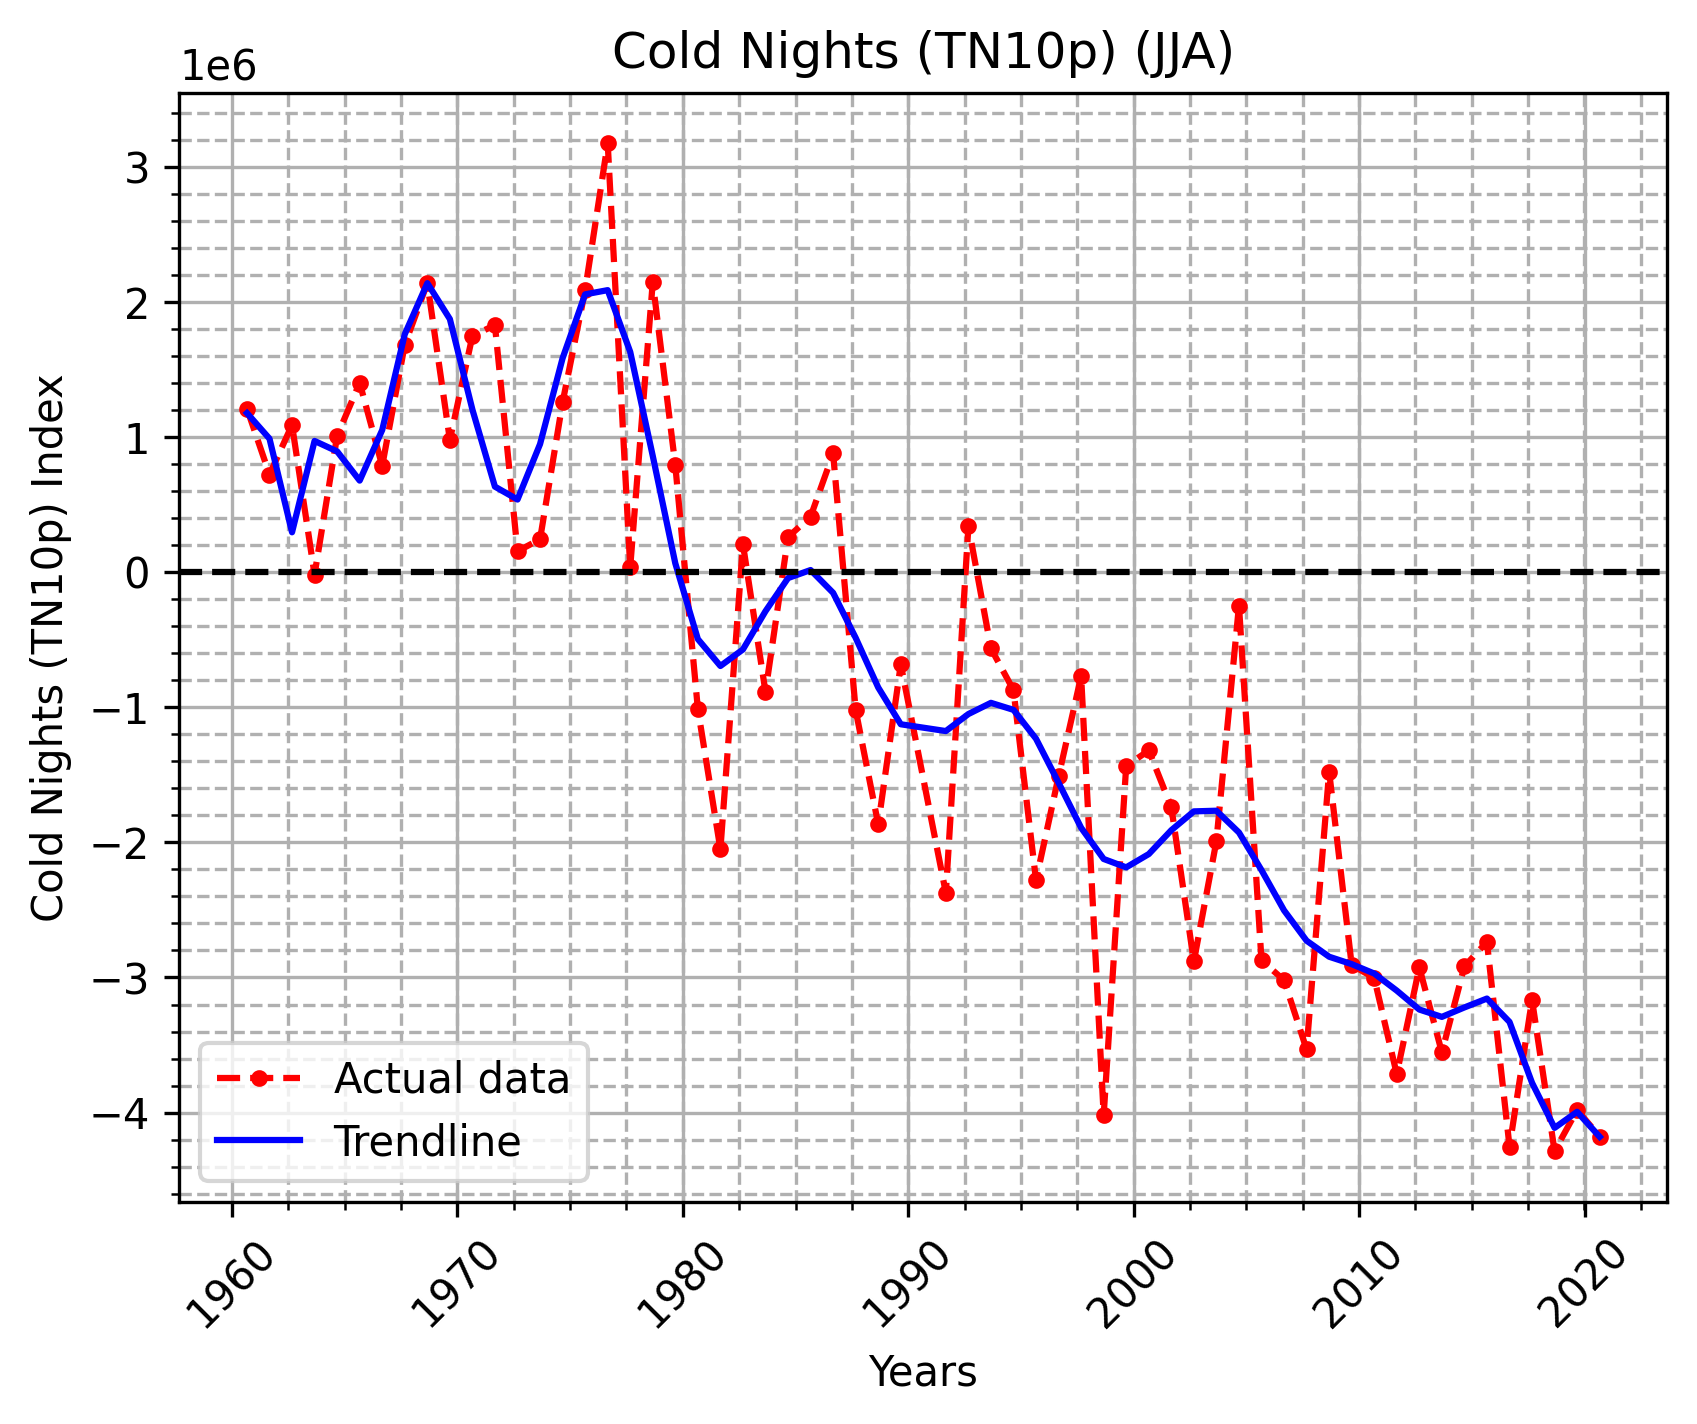 Cold Nights (TN10p) (JJA)
1e6
3
2
1
0
−1
−2
−3
−4
Cold Nights (TN10p) Index
Actual data
Trendline
1960
1970
1980
1990
2000
2010
2020
Years